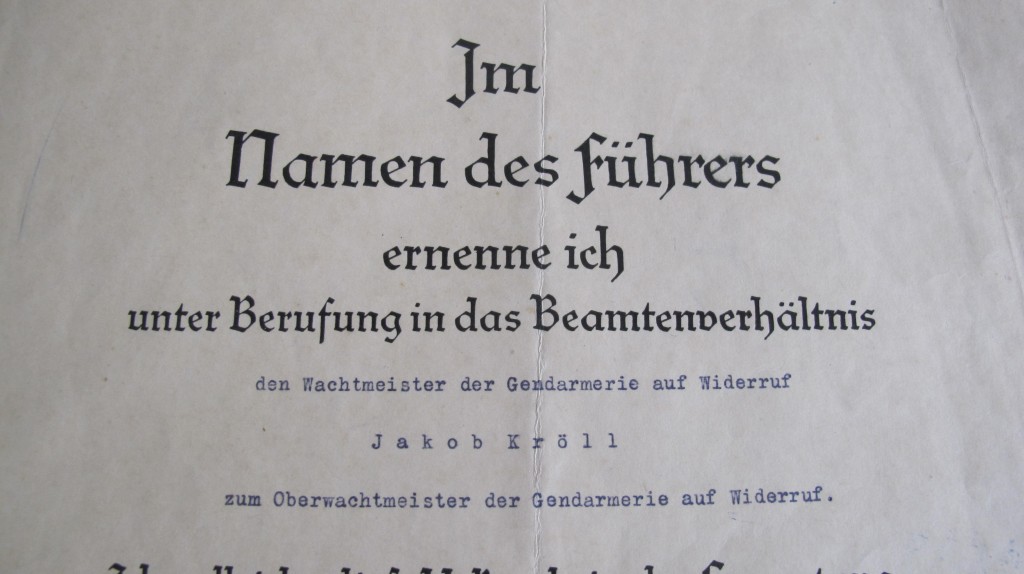 Im
Namen des Führers
ernenne ich
unter Berufung in das Beamtenverhältnis
den Wachtmeister der Gendarmerie auf Widerruf
Jakob Kröll
zum Oberwachtmeister der Gendarmerie auf Widerruf.